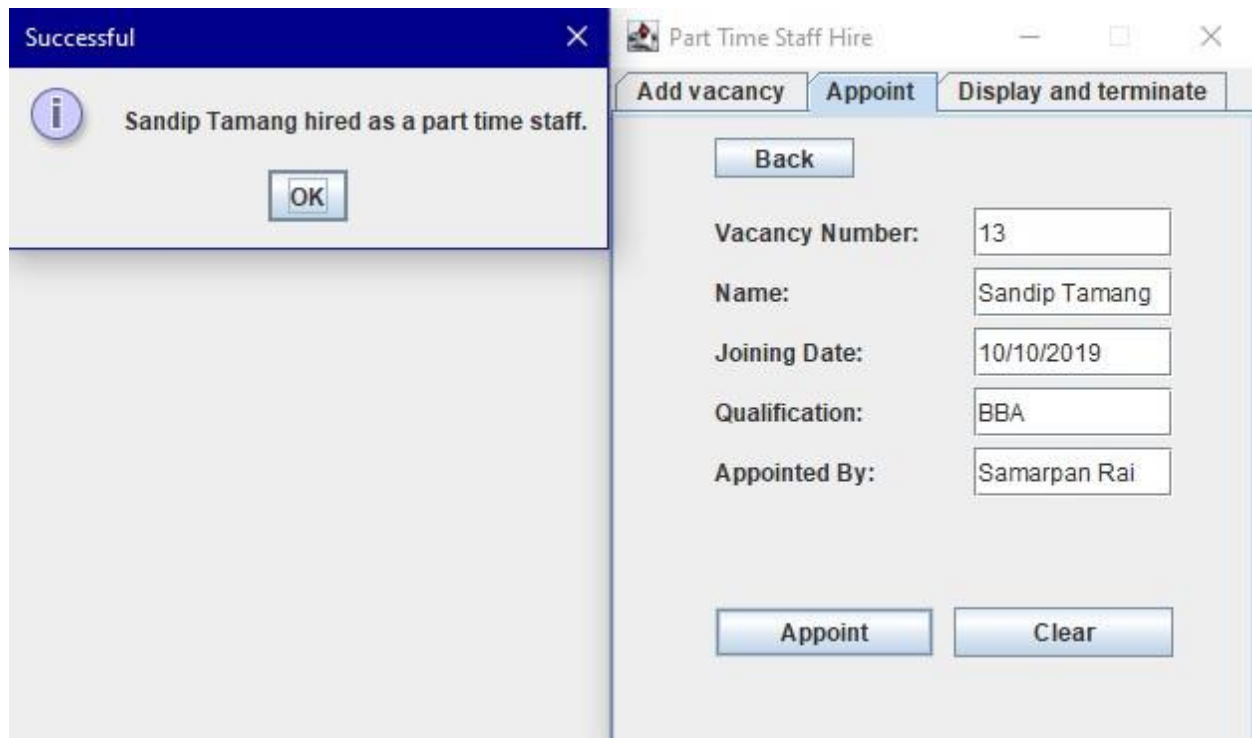 Successful
Sandip Tamang hired as a part time staff.
OK
Part Time Staff Hire
Add vacancy Appoint Display and terminate
Back
Vacancy Number: 13
Name: Sandip Tamang
Joining Date: 10/10/2019
Qualification: BBA
Appointed By: Samarpan Rai
Appoint Clear